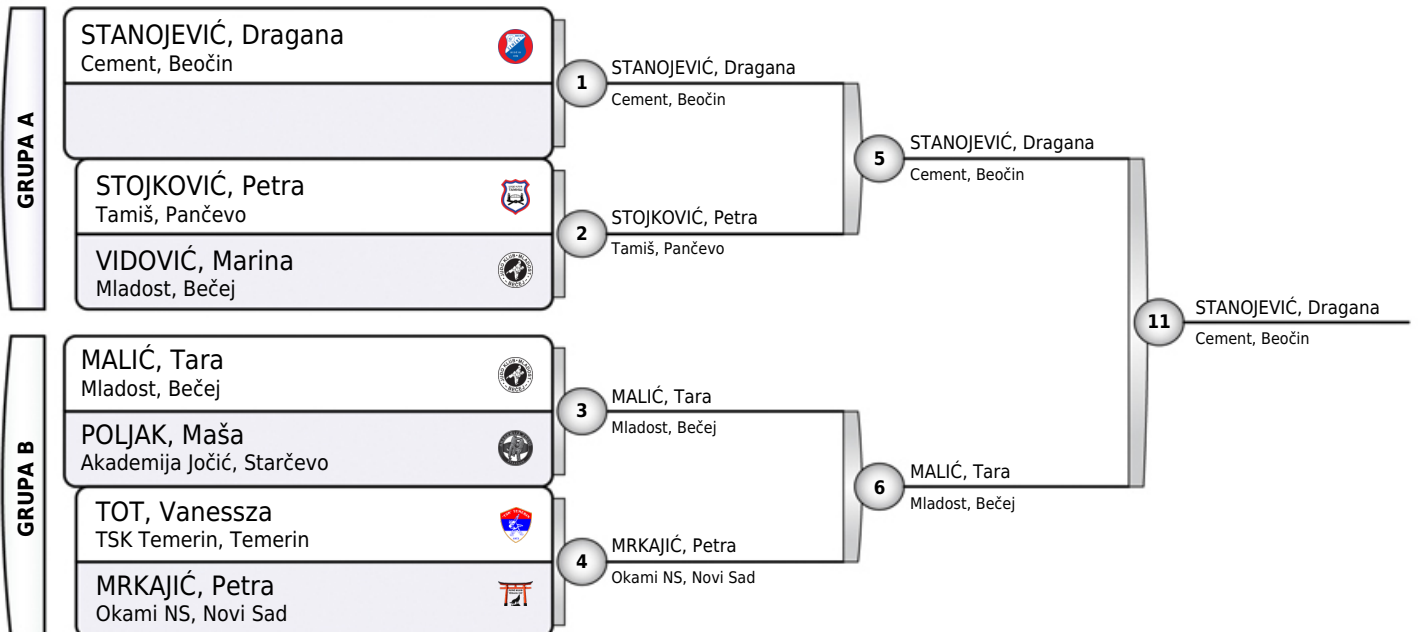 GRUPA A
STANOJEVIĆ, Dragana
Cement, Beočin
STOJKOVIĆ, Petra
Tamiš, Pančevo
VIDOVIĆ, Marina
Mladost, Bečej
1
STANOJEVIĆ, Dragana
Cement, Beočin
2
STOJKOVIĆ, Petra
Tamiš, Pančevo
5
STANOJEVIĆ, Dragana
Cement, Beočin
GRUPA B
MALIĆ, Tara
Mladost, Bečej
POLJAK, Maša
Akademija Jočić, Starčevo
TOT, Vanessza
TSK Temerin, Temerin
MRKAJIĆ, Petra
Okami NS, Novi Sad
3
MALIĆ, Tara
Mladost, Bečej
4
MRKAJIĆ, Petra
Okami NS, Novi Sad
6
MALIĆ, Tara
Mladost, Bečej
11
STANOJEVIĆ, Dragana
Cement, Beočin